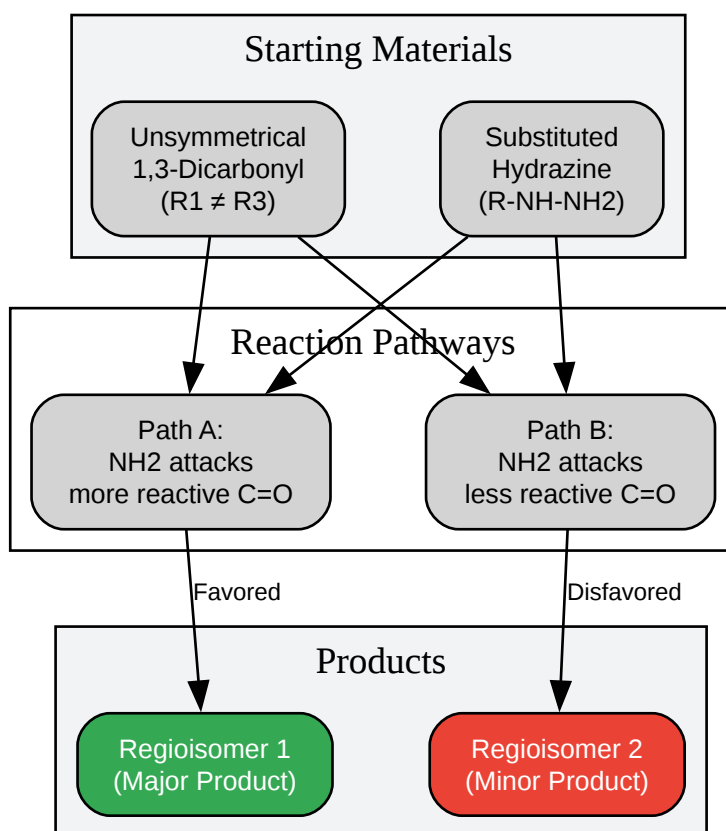 Starting Materials
Unsymmetrical
1,3-Dicarbonyl
(R1 ≠ R3)
Substituted
Hydrazine
(R-NH-NH2)
Reaction Pathways
Path A:
NH2 attacks
more reactive C=O
Path B:
NH2 attacks
less reactive C=O
Favored
Disfavored
Products
Regioisomer 1
(Major Product)
Regioisomer 2
(Minor Product)